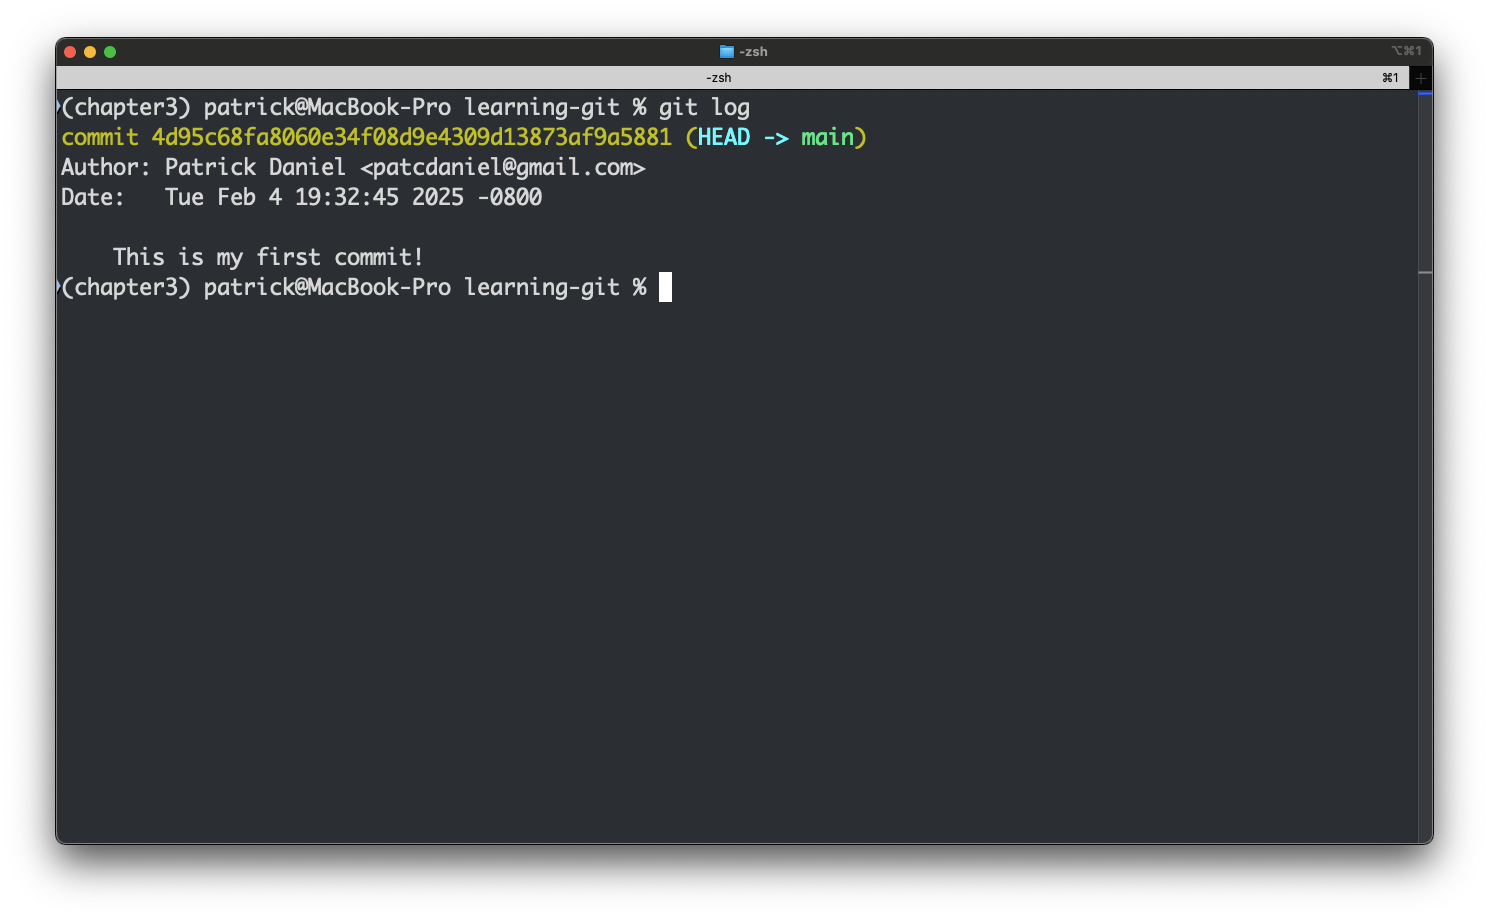 -zsh
⌥⌘1
-zsh
⌘1
+
(chapter3) patrick@MacBook-Pro learning-git % git log
commit 4d95c68fa8060e34f08d9e4309d13873af9a5881 (HEAD -> main)
Author: Patrick Daniel <patcdaniel@gmail.com>
Date:   Tue Feb 4 19:32:45 2025 -0800
    This is my first commit!
(chapter3) patrick@MacBook-Pro learning-git %